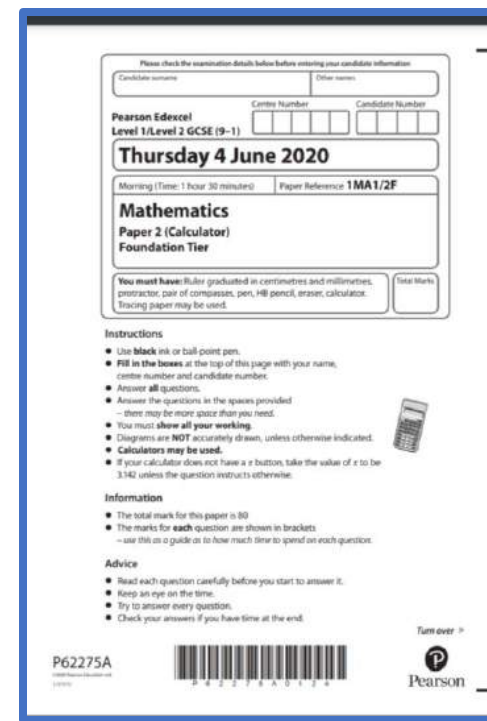 Please check the examination details below before entering your candidate information
Candidate surname
Other names
Centre Number
Candidate Number
Pearson Edexcel
Level 1/Level 2 GCSE (9–1)
Thursday 4 June 2020
Morning (Time: 1 hour 30 minutes)
Paper Reference 1MA1/2F
Mathematics
Paper 2 (Calculator)
Foundation Tier
You must have: Ruler graduated in centimetres and millimetres,
protractor, pair of compasses, pen, HB pencil, eraser, calculator.
Tracing paper may be used.
Total Marks
Instructions
● Use black ink or ball-point pen.
● Fill in the boxes at the top of this page with your name,
centre number and candidate number.
● Answer all questions.
● Answer the questions in the spaces provided
– there may be more space than you need.
● You must show all your working.
● Diagrams are NOT accurately drawn, unless otherwise indicated.
● Calculators may be used.
● If your calculator does not have a π button, take the value of π to be
3.142 unless the question instructs otherwise.
Information
● The total mark for this paper is 80
● The marks for each question are shown in brackets
– use this as a guide as to how much time to spend on each question.
Advice
● Read each question carefully before you start to answer it.
● Keep an eye on the time.
● Try to answer every question.
● Check your answers if you have time at the end.
Turn over
P62275A
Pearson